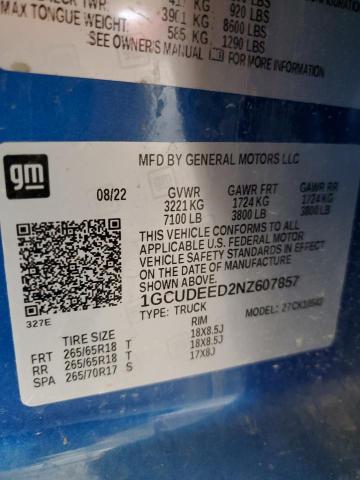 MAX TONGUE WEIGHT: 585 KG 1290 LBS
920 LBS
3901 KG 8600 LBS
SEE OWNER'S MANUAL FOR MORE INFORMATION
gm
MFD BY GENERAL MOTORS LLC
08/22 GVWR GAWR FRT GAWR RR
3221 KG 1724 KG 1724 KG
7100 LB 3800 LB 3800 LB
THIS VEHICLE CONFORMS TO ALL APPLICABLE
U.S. FEDERAL MOTOR VEHICLE SAFETY
STANDARDS IN EFFECT
ON THE DATE OF MANUFACTURE SHOWN ABOVE.
1GCUDEED2NZ607857
327E
TYPE: TRUCK MODEL:
TIRE SIZE RIM
FRT 265/65R18 T 18X8.5J
RR 265/65R18 T 18X8.5J
SPA 265/70R17 S 17X8J